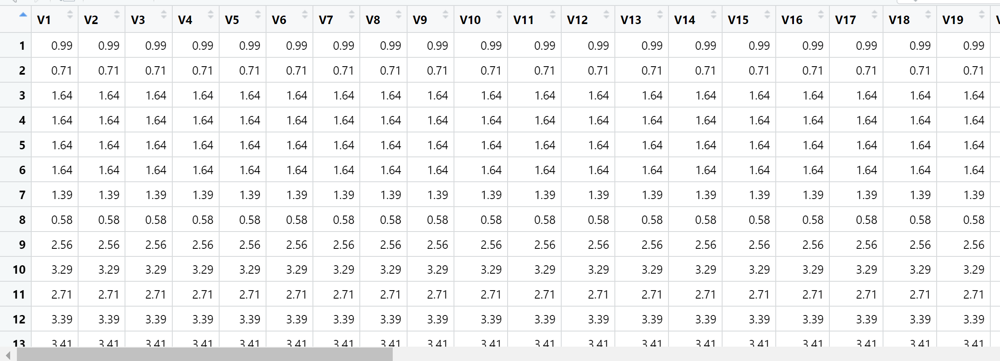 V1 V2 V3 V4 V5 V6 V7 V8 V9 V10 V11 V12 V13 V14 V15 V16 V17 V18 V19
1 0.99 0.99 0.99 0.99 0.99 0.99 0.99 0.99 0.99 0.99 0.99 0.99 0.99 0.99 0.99 0.99 0.99 0.99 0.99
2 0.71 0.71 0.71 0.71 0.71 0.71 0.71 0.71 0.71 0.71 0.71 0.71 0.71 0.71 0.71 0.71 0.71 0.71 0.71
3 1.64 1.64 1.64 1.64 1.64 1.64 1.64 1.64 1.64 1.64 1.64 1.64 1.64 1.64 1.64 1.64 1.64 1.64 1.64
4 1.64 1.64 1.64 1.64 1.64 1.64 1.64 1.64 1.64 1.64 1.64 1.64 1.64 1.64 1.64 1.64 1.64 1.64 1.64
5 1.64 1.64 1.64 1.64 1.64 1.64 1.64 1.64 1.64 1.64 1.64 1.64 1.64 1.64 1.64 1.64 1.64 1.64 1.64
6 1.64 1.64 1.64 1.64 1.64 1.64 1.64 1.64 1.64 1.64 1.64 1.64 1.64 1.64 1.64 1.64 1.64 1.64 1.64
7 1.39 1.39 1.39 1.39 1.39 1.39 1.39 1.39 1.39 1.39 1.39 1.39 1.39 1.39 1.39 1.39 1.39 1.39 1.39
8 0.58 0.58 0.58 0.58 0.58 0.58 0.58 0.58 0.58 0.58 0.58 0.58 0.58 0.58 0.58 0.58 0.58 0.58 0.58
9 2.56 2.56 2.56 2.56 2.56 2.56 2.56 2.56 2.56 2.56 2.56 2.56 2.56 2.56 2.56 2.56 2.56 2.56 2.56
10 3.29 3.29 3.29 3.29 3.29 3.29 3.29 3.29 3.29 3.29 3.29 3.29 3.29 3.29 3.29 3.29 3.29 3.29 3.29
11 2.71 2.71 2.71 2.71 2.71 2.71 2.71 2.71 2.71 2.71 2.71 2.71 2.71 2.71 2.71 2.71 2.71 2.71 2.71
12 3.39 3.39 3.39 3.39 3.39 3.39 3.39 3.39 3.39 3.39 3.39 3.39 3.39 3.39 3.39 3.39 3.39 3.39 3.39
13 3.41 3.41 3.41 3.41 3.41 3.41 3.41 3.41 3.41 3.41 3.41 3.41 3.41 3.41 3.41 3.41 3.41 3.41 3.41